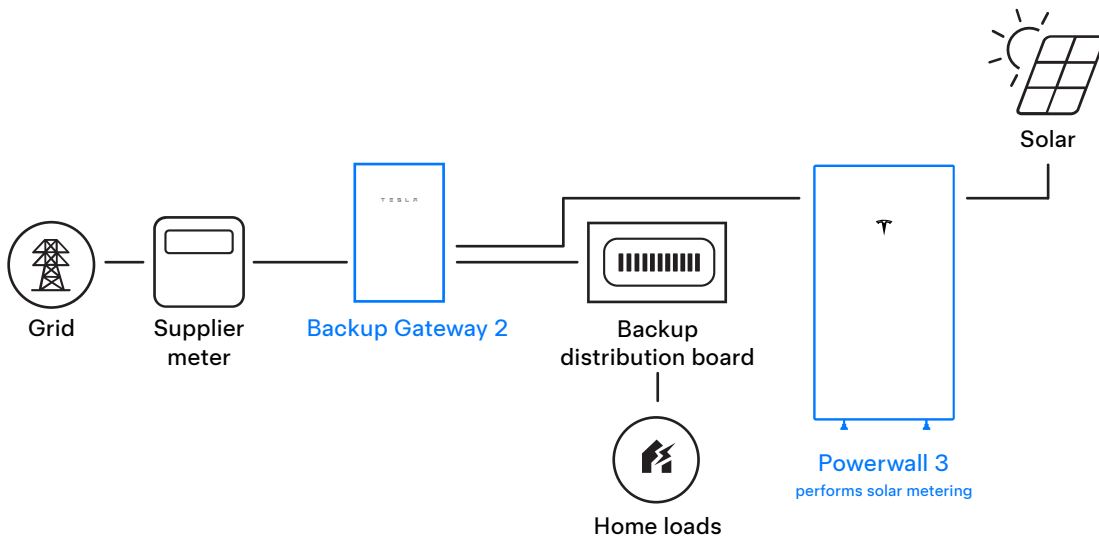 Solar
TESLA
Grid
Supplier
meter
Backup Gateway 2
Backup
distribution board
Powerwall 3
performs solar metering
Home loads